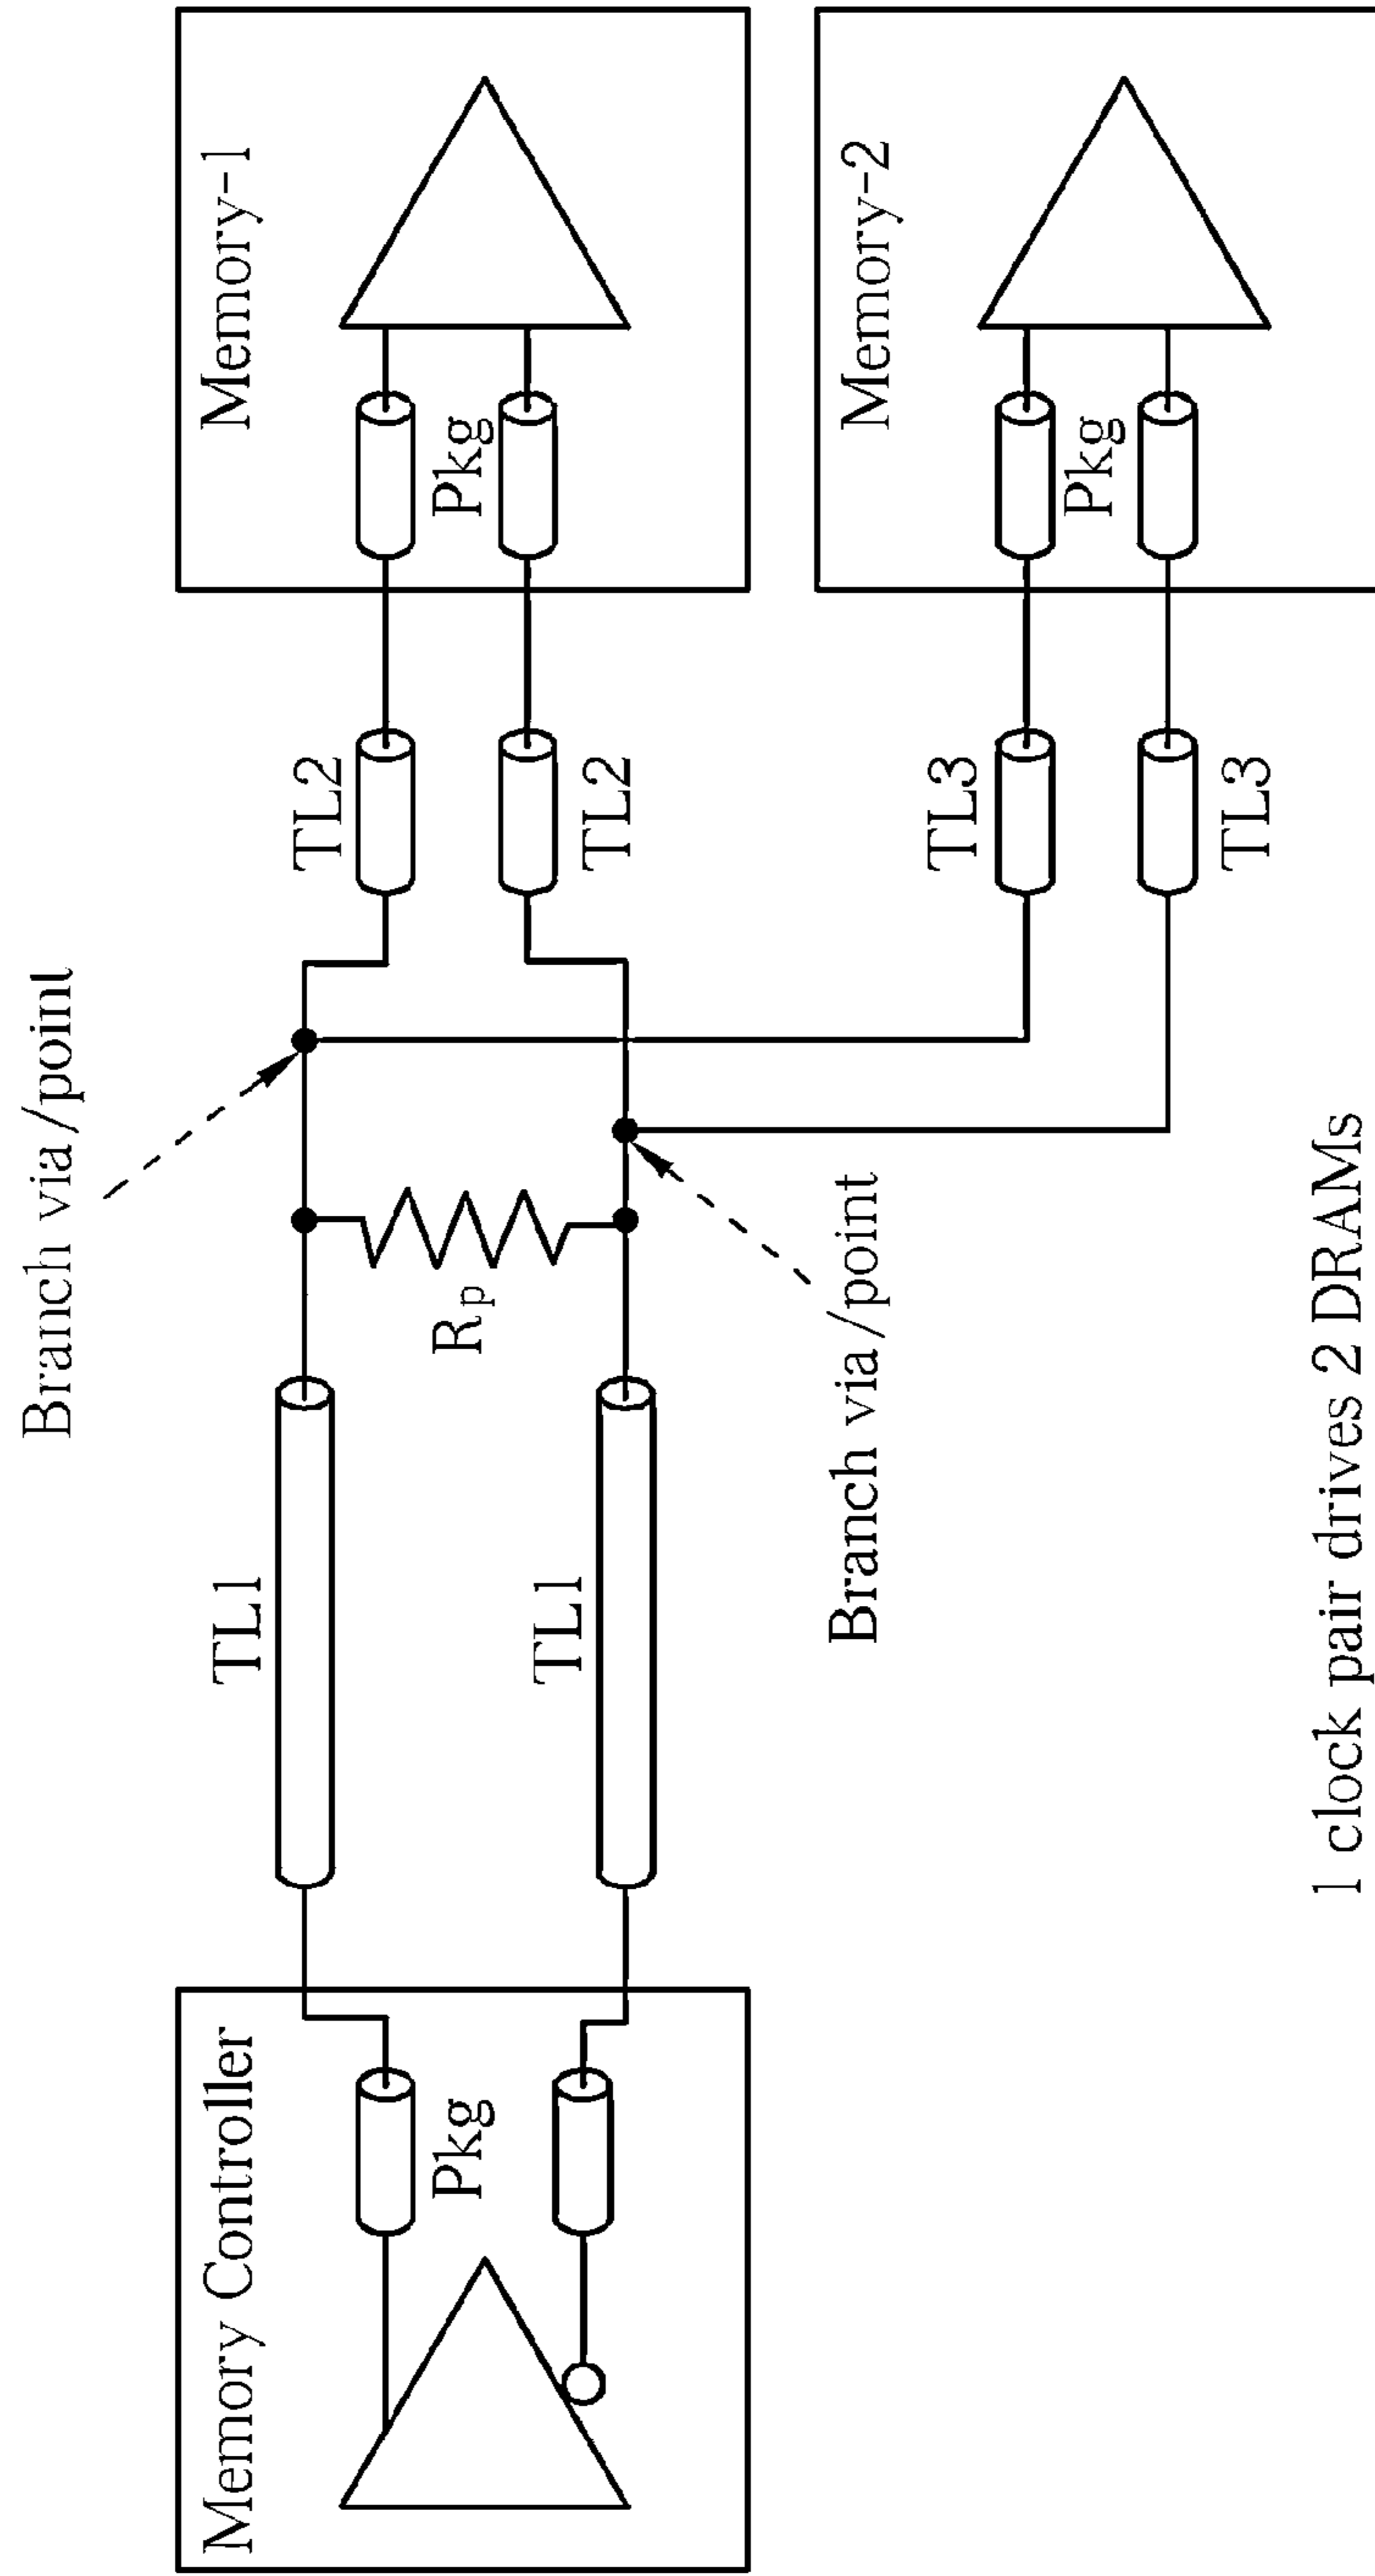 Memory Controller
Pkg
TL1
TL1
Rp
Branch via/point
Branch via/point
TL2
TL2
Memory-1
Pkg
TL3
TL3
Memory-2
Pkg
1 clock pair drives 2 DRAMs